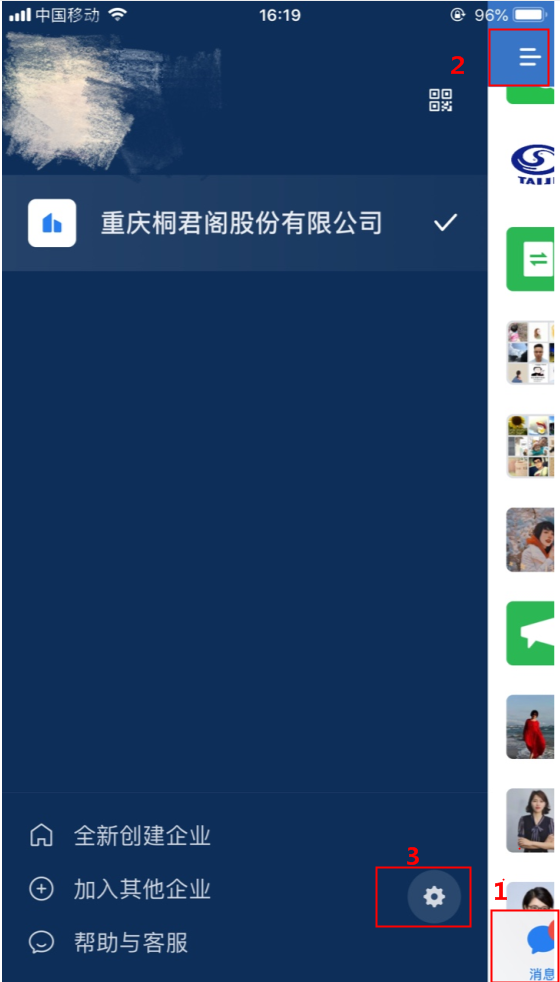 中国移动 16:19 96%
2
TAIJI
重庆桐君阁股份有限公司
全新创建企业
3
加入其他企业
1
帮助与客服
消息